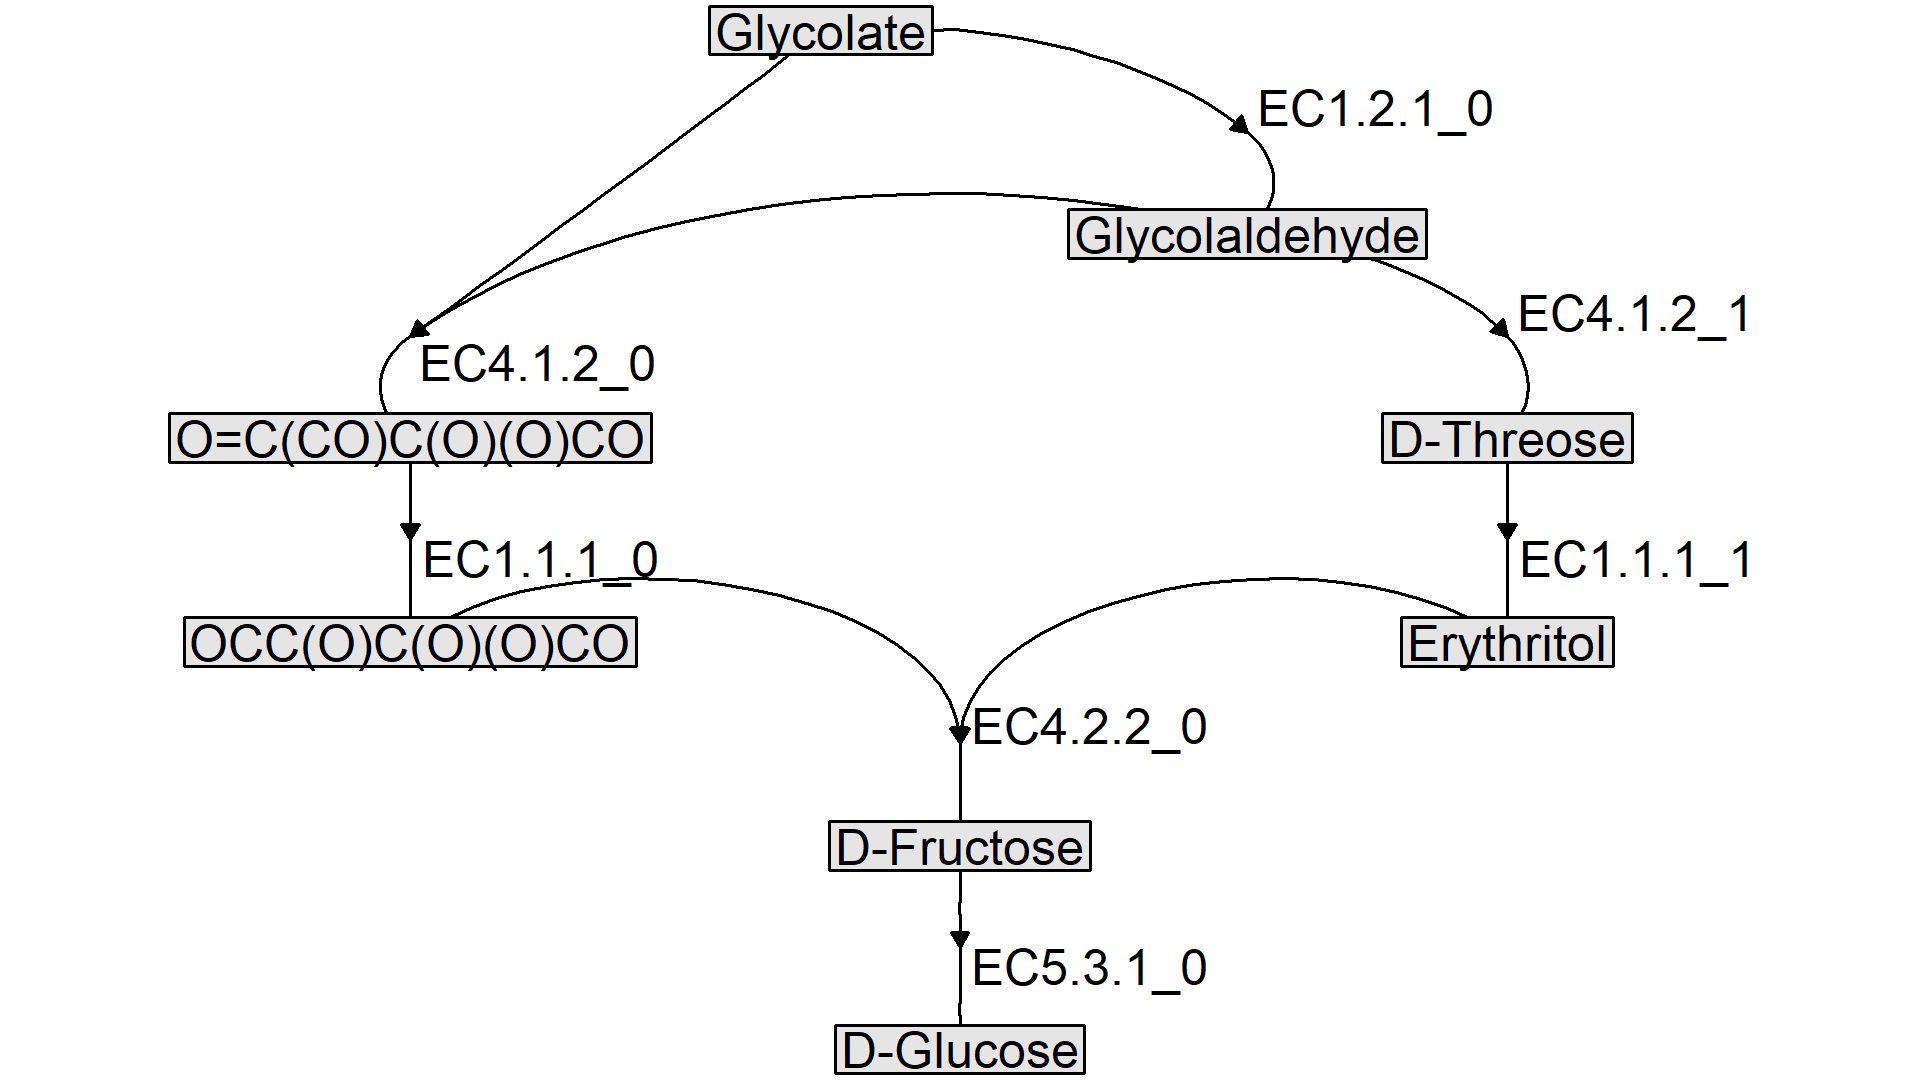 Glycolate
EC1.2.1_0
Glycolaldehyde
EC4.1.2_1
EC4.1.2_0
O=C(CO)C(O)(O)CO
D-Threose
EC1.1.1_0
EC1.1.1_1
OCC(O)C(O)(O)CO
Erythritol
EC4.2.2_0
D-Fructose
EC5.3.1_0
D-Glucose